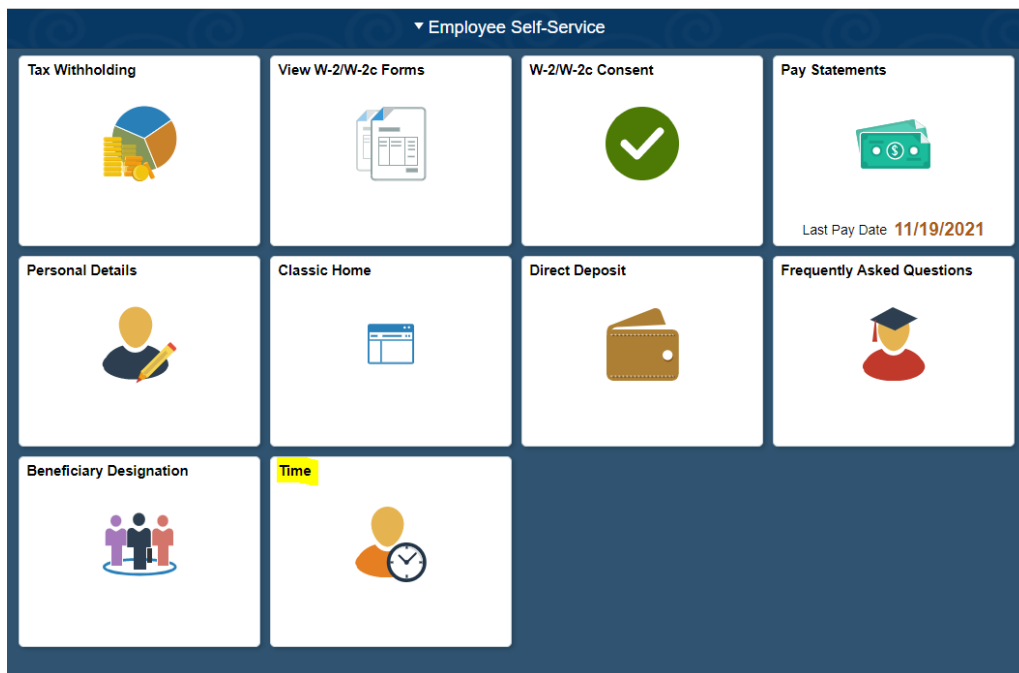 Employee Self-Service
Tax Withholding
View W-2/W-2c Forms
W-2/W-2c Consent
Pay Statements
$
Last Pay Date 11/19/2021
Personal Details
Classic Home
Direct Deposit
Frequently Asked Questions
Beneficiary Designation
Time